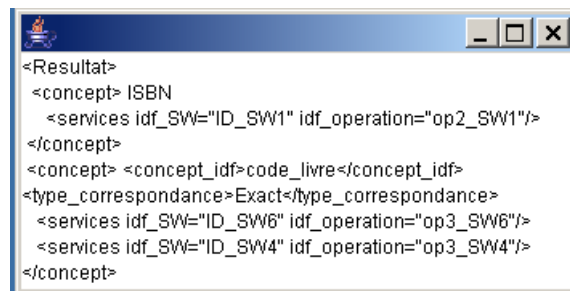 <Resultat>
<concept> ISBN
<services idf_SW="ID_SW1" idf_operation="op2_SW1"/>
</concept>
<concept> <concept_idf>code_livre</concept_idf>
<type_correspondance>Exact</type_correspondance>
<services idf_SW="ID_SW6" idf_operation="op3_SW6"/>
<services idf_SW="ID_SW4" idf_operation="op3_SW4"/>
</concept>